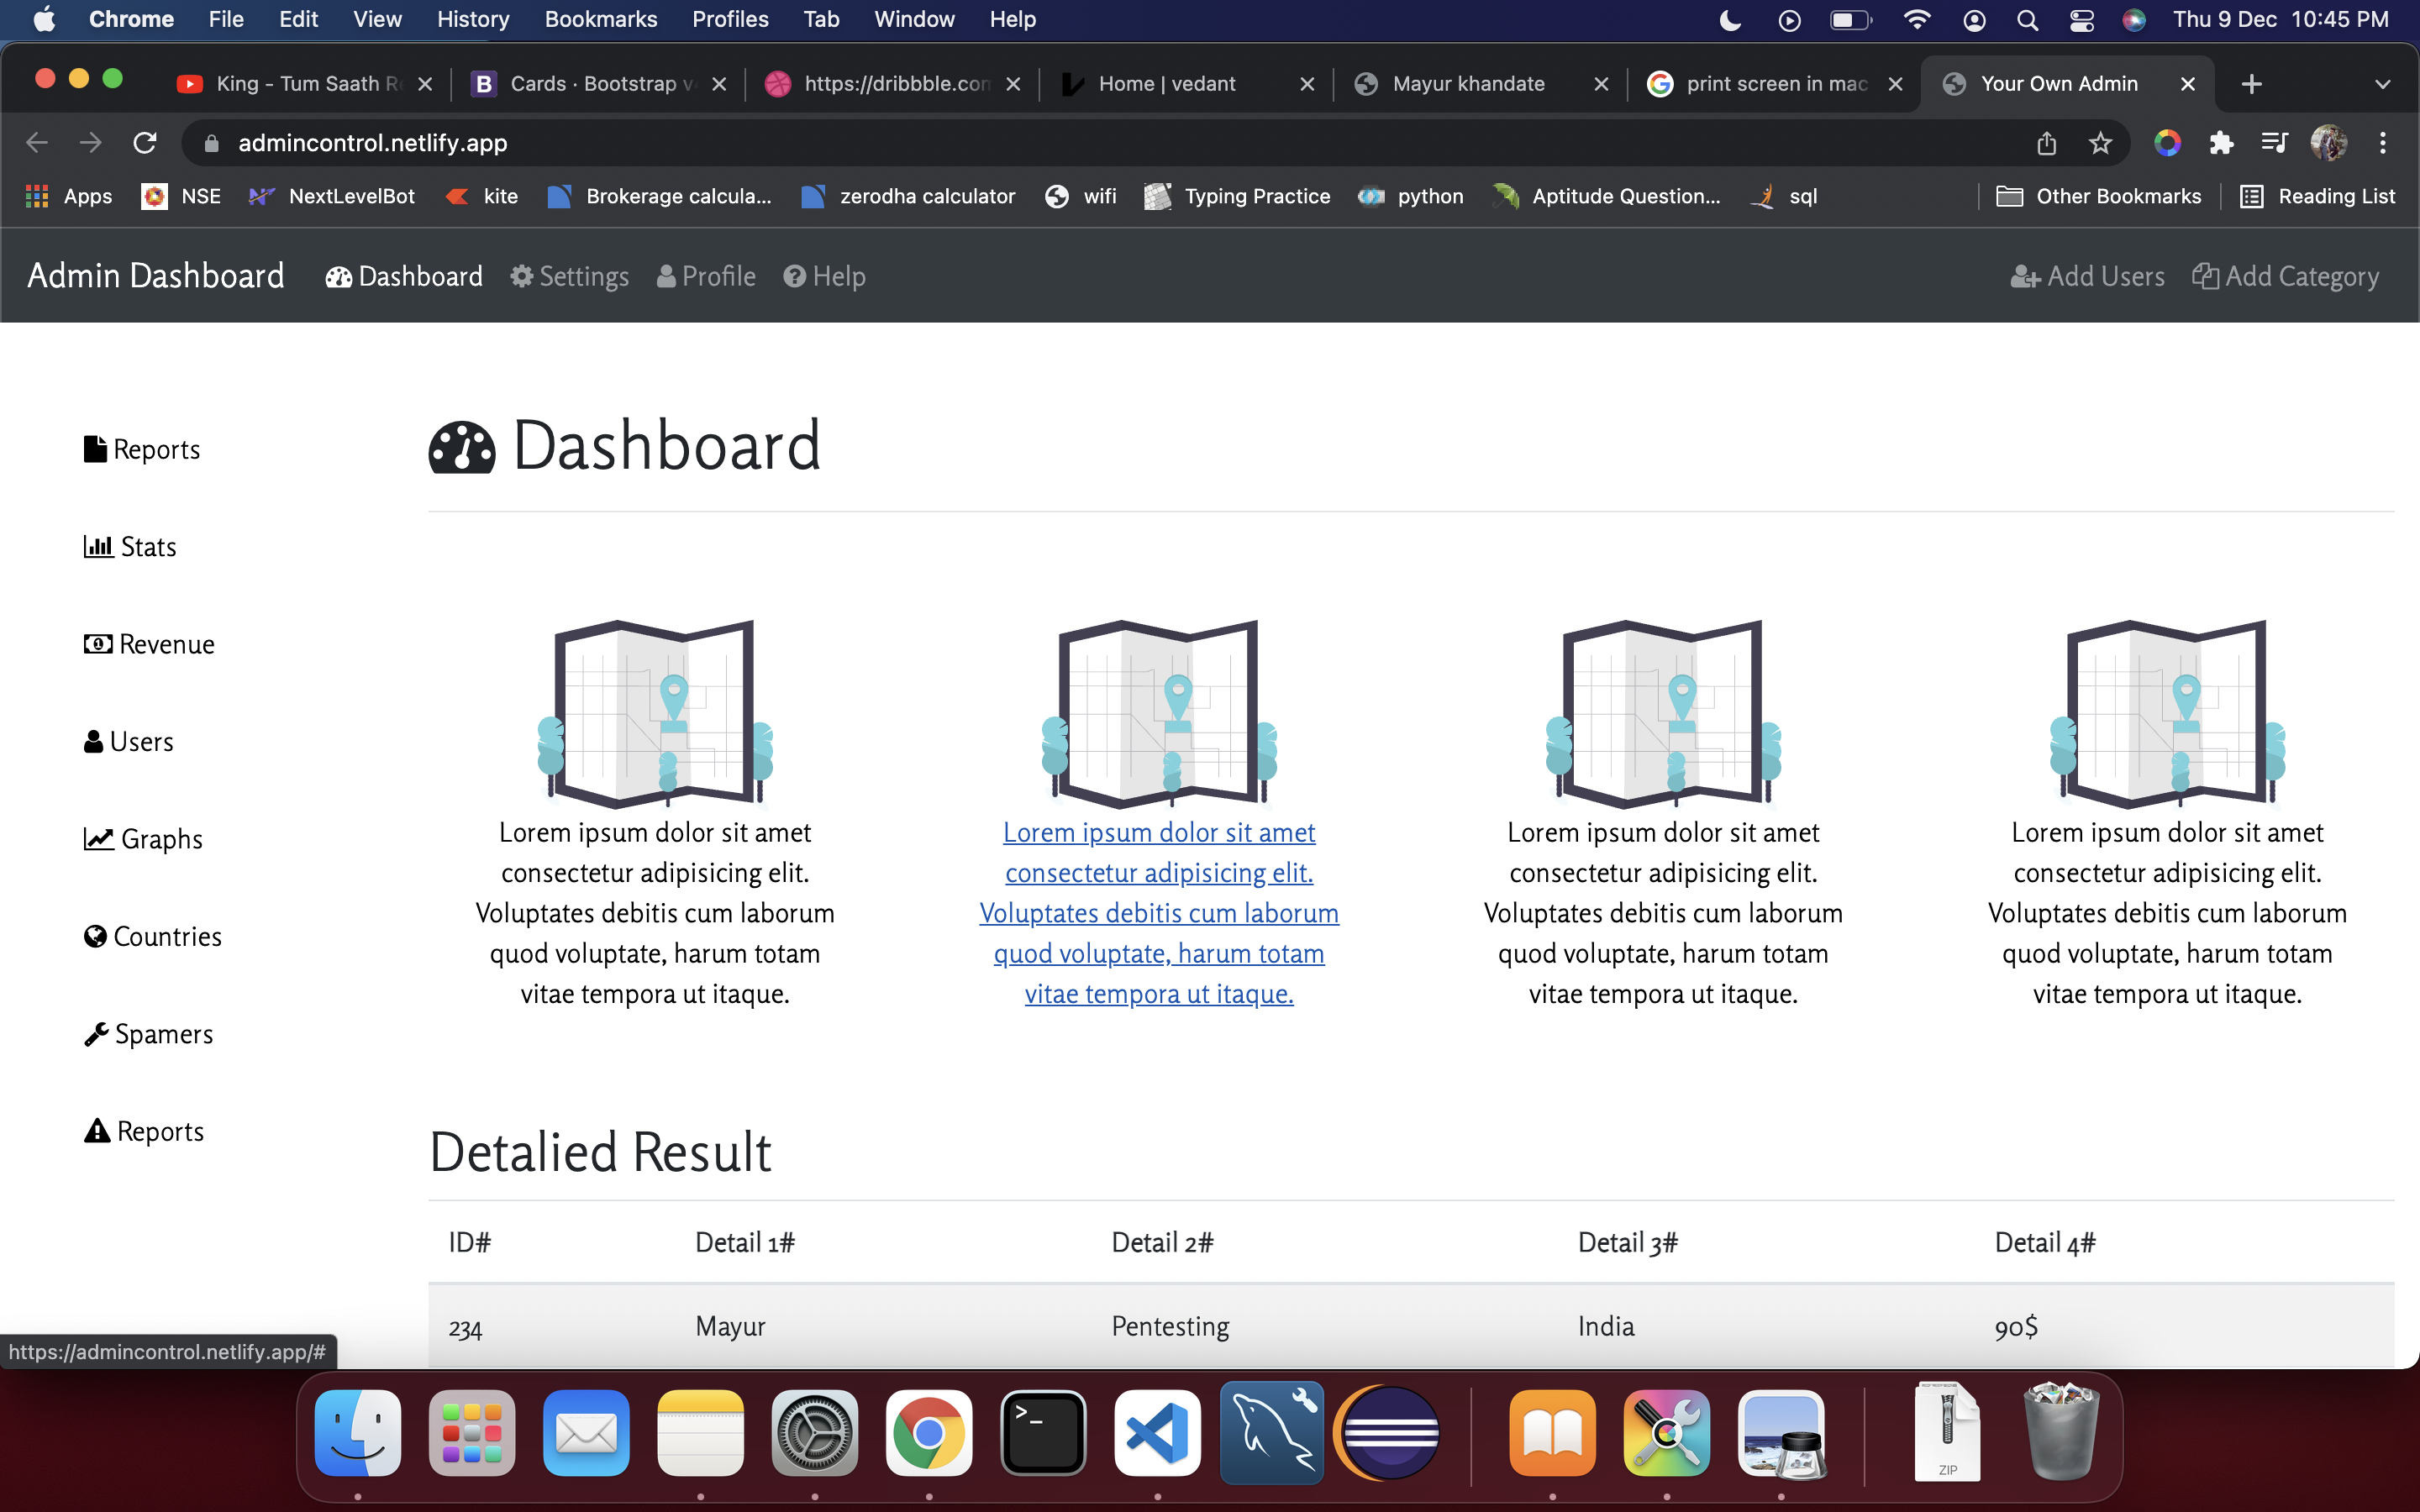 Chrome File Edit View History Bookmarks Profiles Tab Window Help Thu 9 Dec 10:45 PM
King - Tum Saath R Cards · Bootstrap v https://dribbble.con Home | vedant Mayur khandate print screen in mac Your Own Admin
admincontrol.netlify.app
Apps NSE NextLevelBot kite Brokerage calcula... zerodha calculator wifi Typing Practice python Aptitude Question... sql Other Bookmarks Reading List
Admin Dashboard Dashboard Settings Profile Help Add Users Add Category
Dashboard
Reports
Stats
Revenue
Users
Graphs
Countries
Spamers
Reports
Lorem ipsum dolor sit amet
consectetur adipisicing elit.
Voluptates debitis cum laborum
quod voluptate, harum totam
vitae tempora ut itaque.
Lorem ipsum dolor sit amet
consectetur adipisicing elit.
Voluptates debitis cum laborum
quod voluptate, harum totam
vitae tempora ut itaque.
Lorem ipsum dolor sit amet
consectetur adipisicing elit.
Voluptates debitis cum laborum
quod voluptate, harum totam
vitae tempora ut itaque.
Lorem ipsum dolor sit amet
consectetur adipisicing elit.
Voluptates debitis cum laborum
quod voluptate, harum totam
vitae tempora ut itaque.
Detalied Result
ID# Detail 1# Detail 2# Detail 3# Detail 4#
234 Mayur Pentesting India 90$
https://admincontrol.netlify.app/#
ZIP